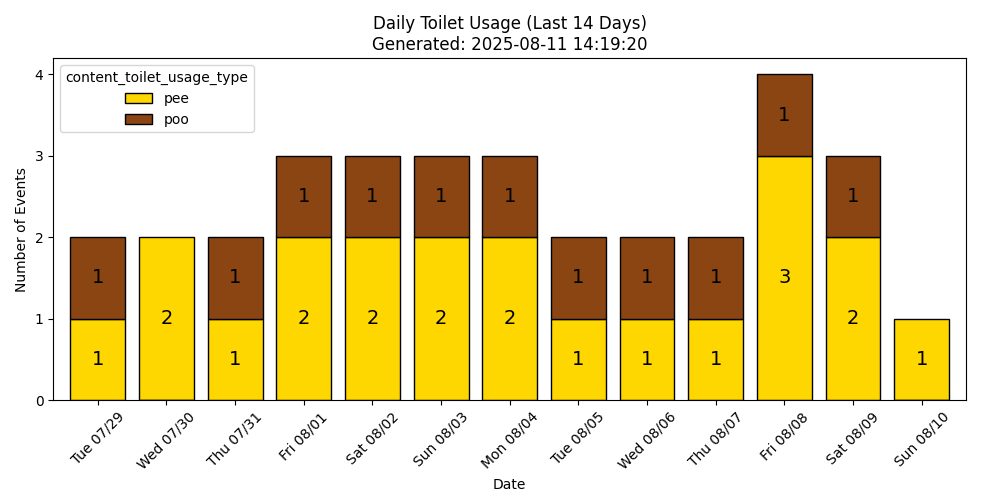 Daily Toilet Usage (Last 14 Days)
Generated: 2025-08-11 14:19:20
content_toilet_usage_type
pee
poo
Number of Events
4
3
2
1
0
1 1 1 1 1 1 1 1 1 1 1
1 2 1 2 2 2 2 1 1 1 3 2 1
Tue 07/29 Wed 07/30 Thu 07/31 Fri 08/01 Sat 08/02 Sun 08/03 Mon 08/04 Tue 08/05 Wed 08/06 Thu 08/07 Fri 08/08 Sat 08/09 Sun 08/10
Date